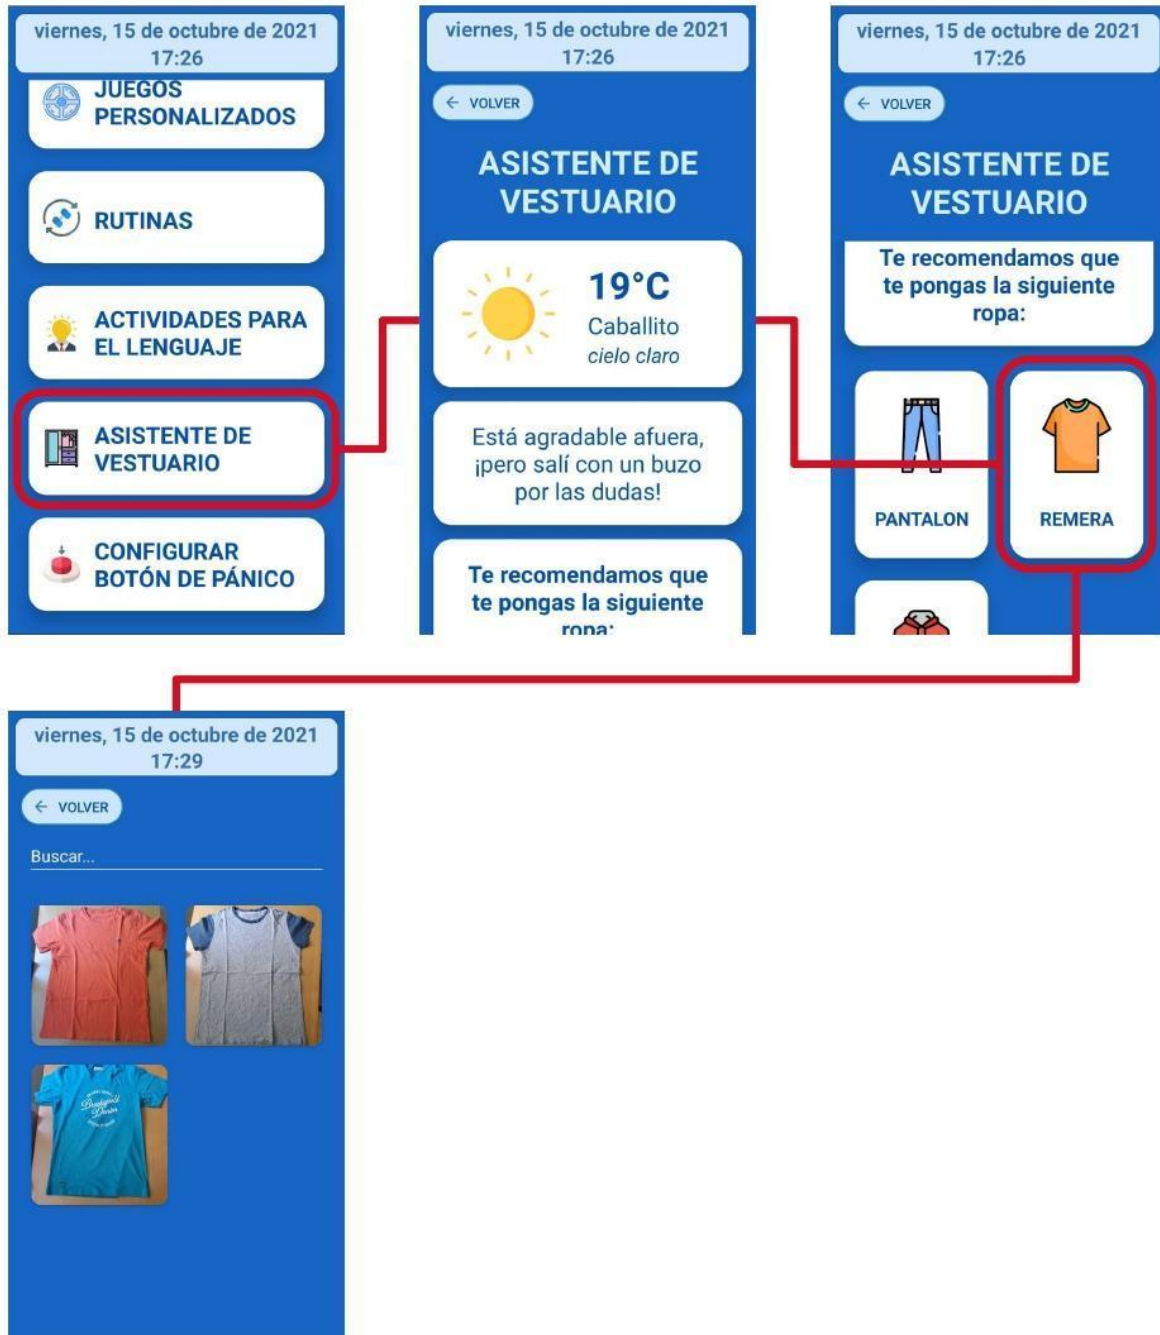 viernes, 15 de octubre de 2021
17:26
JUEGOS
PERSONALIZADOS
RUTINAS
ACTIVIDADES PARA
EL LENGUAJE
ASISTENTE DE
VESTUARIO
CONFIGURAR
BOTÓN DE PÁNICO
viernes, 15 de octubre de 2021
17:26
← VOLVER
ASISTENTE DE
VESTUARIO
19°C
Caballito
cielo claro
Está agradable afuera,
¡pero salí con un buzo
por las dudas!
Te recomendamos que
te pongas la siguiente
ropa:
viernes, 15 de octubre de 2021
17:26
← VOLVER
ASISTENTE DE
VESTUARIO
Te recomendamos que
te pongas la siguiente
ropa:
PANTALON
REMERA
viernes, 15 de octubre de 2021
17:29
← VOLVER
Buscar...